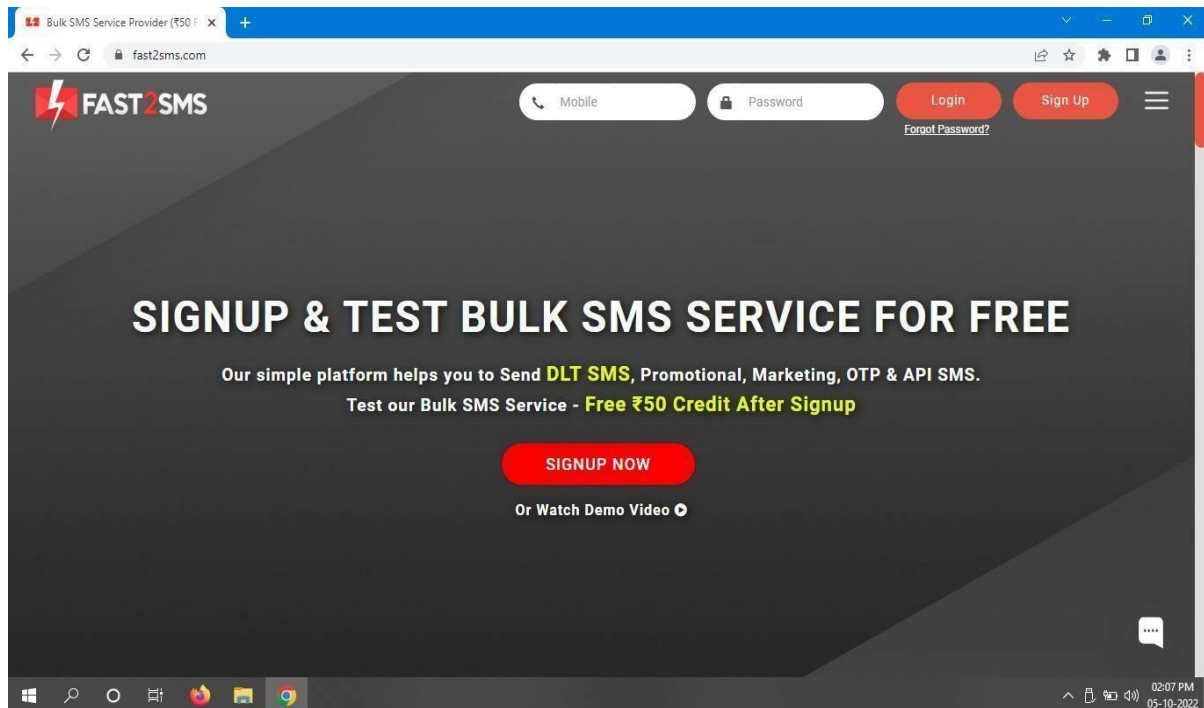 Bulk SMS Service Provider (₹50 F
fast2sms.com
FAST2SMS
Mobile
Password
Login
Sign Up
Forgot Password?
SIGNUP & TEST BULK SMS SERVICE FOR FREE
Our simple platform helps you to Send DLT SMS, Promotional, Marketing, OTP & API SMS.
Test our Bulk SMS Service - Free ₹50 Credit After Signup
SIGNUP NOW
Or Watch Demo Video
02:07 PM
05-10-2022